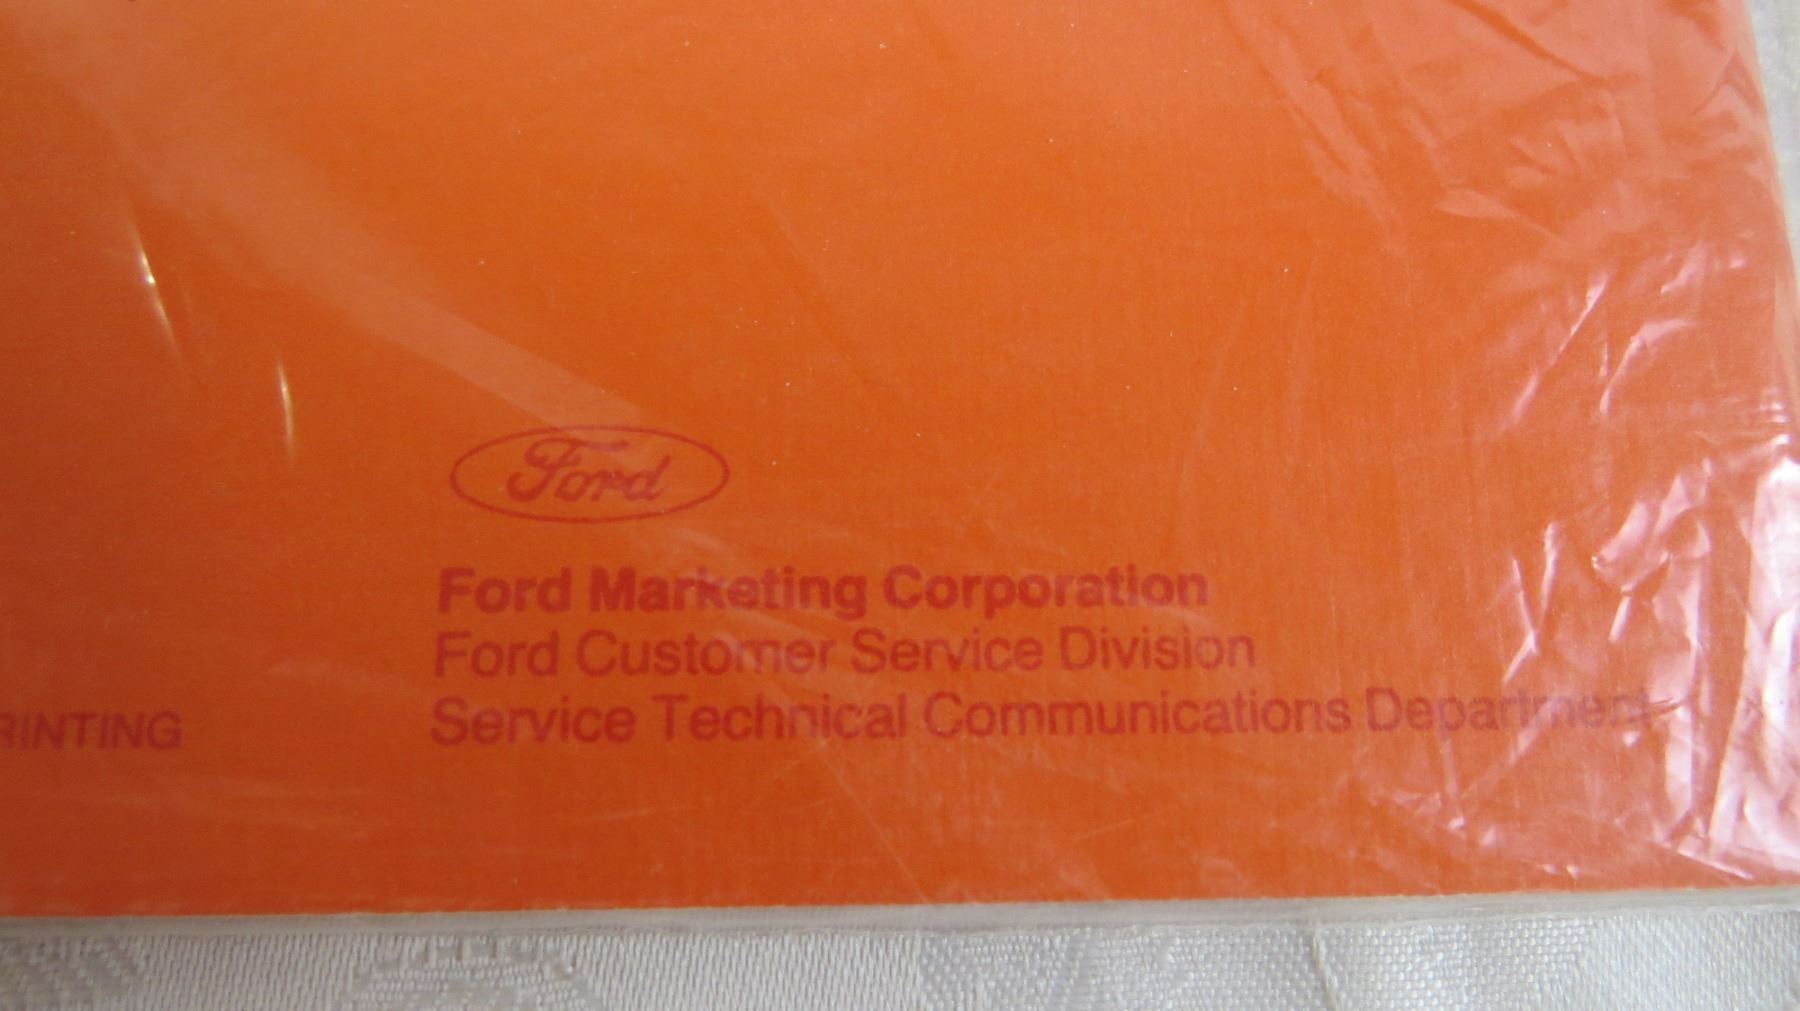 Ford
Ford Marketing Corporation
Ford Customer Service Division
RINTING
Service Technical Communications Department